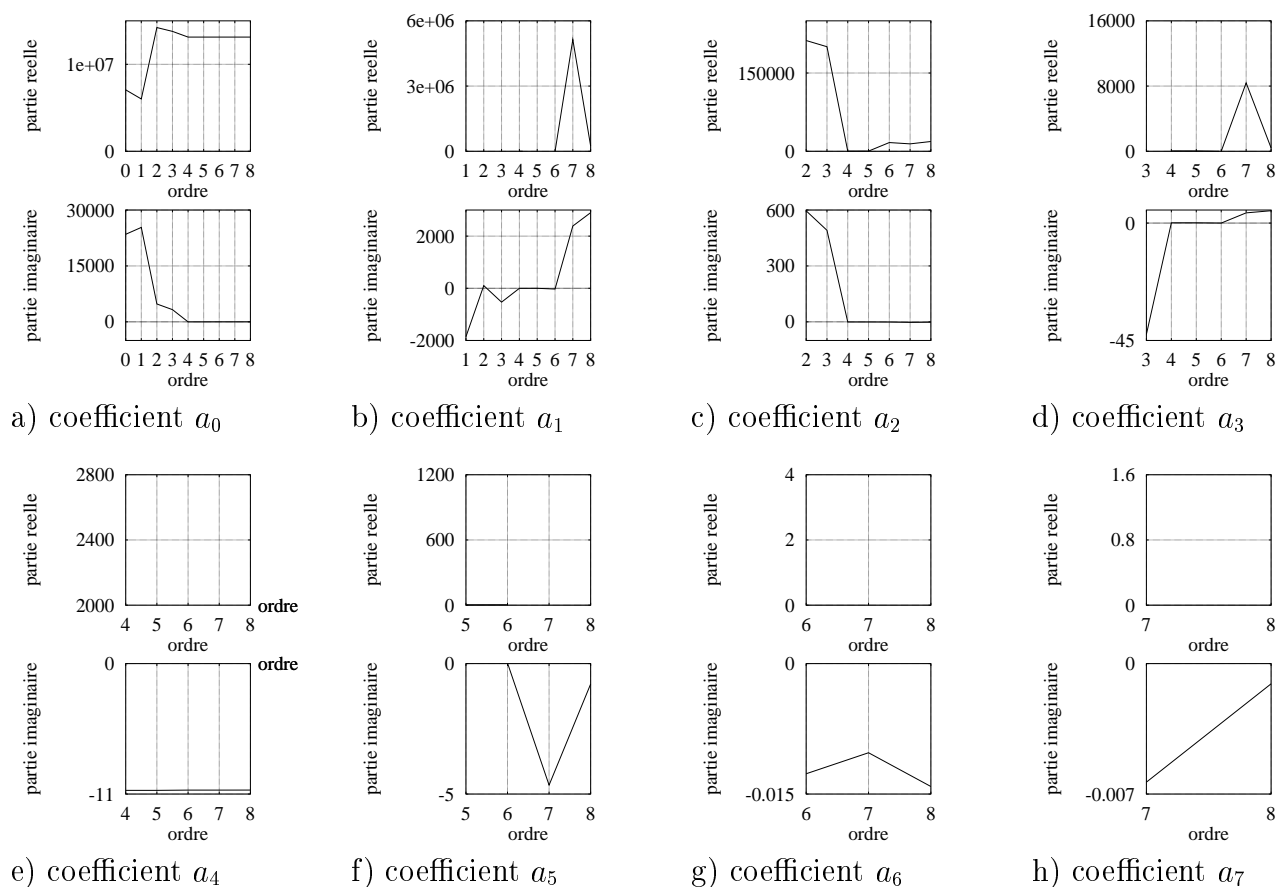 6e+06
16000
partie reelle
1e+07
0
0 1 2 3 4 5 6 7 8
ordre
partie reelle
3e+06
0
1 2 3 4 5 6 7 8
ordre
partie reelle
150000
0
2 3 4 5 6 7 8
ordre
partie reelle
8000
0
3 4 5 6 7 8
ordre
partie imaginaire
30000
15000
0
0 1 2 3 4 5 6 7 8
ordre
partie imaginaire
2000
0
-2000
1 2 3 4 5 6 7 8
ordre
partie imaginaire
600
300
0
2 3 4 5 6 7 8
ordre
partie imaginaire
0
-45
3 4 5 6 7 8
ordre
a) coefficient a₀
b) coefficient a₁
c) coefficient a₂
d) coefficient a₃
partie reelle
2800
2400
2000
4 5 6 7 8
ordre
ordre
partie reelle
1200
600
0
5 6 7 8
ordre
partie reelle
4
2
0
6 7 8
ordre
partie reelle
1.6
0.8
0
7 8
ordre
partie imaginaire
0
-11
4 5 6 7 8
ordre
ordre
partie imaginaire
0
-5
5 6 7 8
ordre
partie imaginaire
0
-0.015
6 7 8
ordre
partie imaginaire
0
-0.007
7 8
ordre
e) coefficient a₄
f) coefficient a₅
g) coefficient a₆
h) coefficient a₇